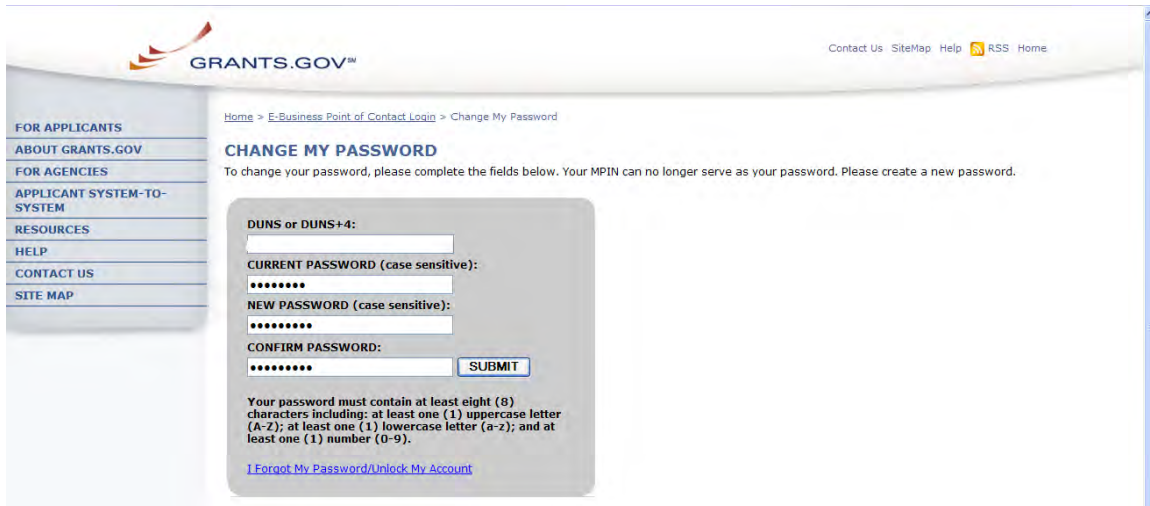 GRANTS.GOV℠
Contact Us SiteMap Help RSS Home
FOR APPLICANTS
ABOUT GRANTS.GOV
FOR AGENCIES
APPLICANT SYSTEM-TO-
SYSTEM
RESOURCES
HELP
CONTACT US
SITE MAP
Home > E-Business Point of Contact Login > Change My Password
CHANGE MY PASSWORD
To change your password, please complete the fields below. Your MPIN can no longer serve as your password. Please create a new password.
DUNS or DUNS+4:
CURRENT PASSWORD (case sensitive):
••••••••
NEW PASSWORD (case sensitive):
•••••••••
CONFIRM PASSWORD:
••••••••• SUBMIT
Your password must contain at least eight (8)
characters including: at least one (1) uppercase letter
(A-Z); at least one (1) lowercase letter (a-z); and at
least one (1) number (0-9).
I Forgot My Password/Unlock My Account